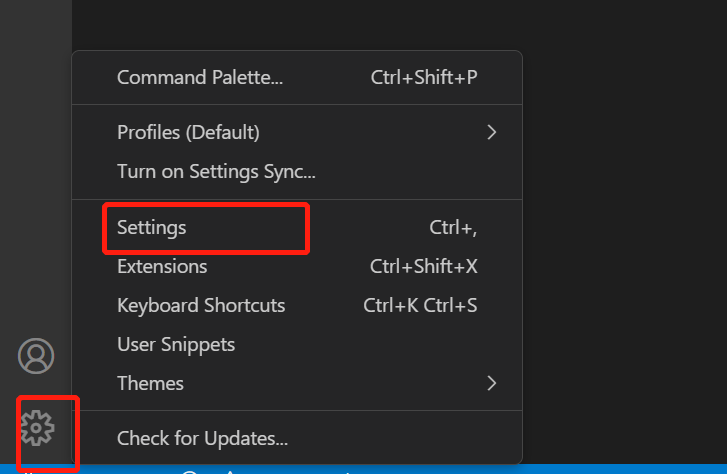 Command Palette... Ctrl+Shift+P
Profiles (Default)
Turn on Settings Sync...
Settings Ctrl+,
Extensions Ctrl+Shift+X
Keyboard Shortcuts Ctrl+K Ctrl+S
User Snippets
Themes
Check for Updates...